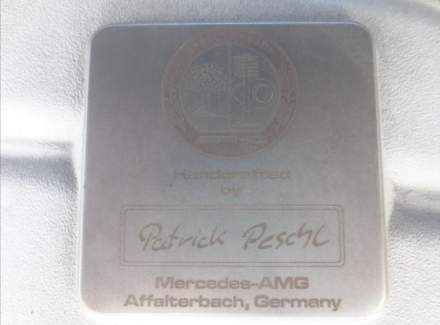 Handcrafted
by
Patrick Peschl
Mercedes-AMG
Affalterbach, Germany